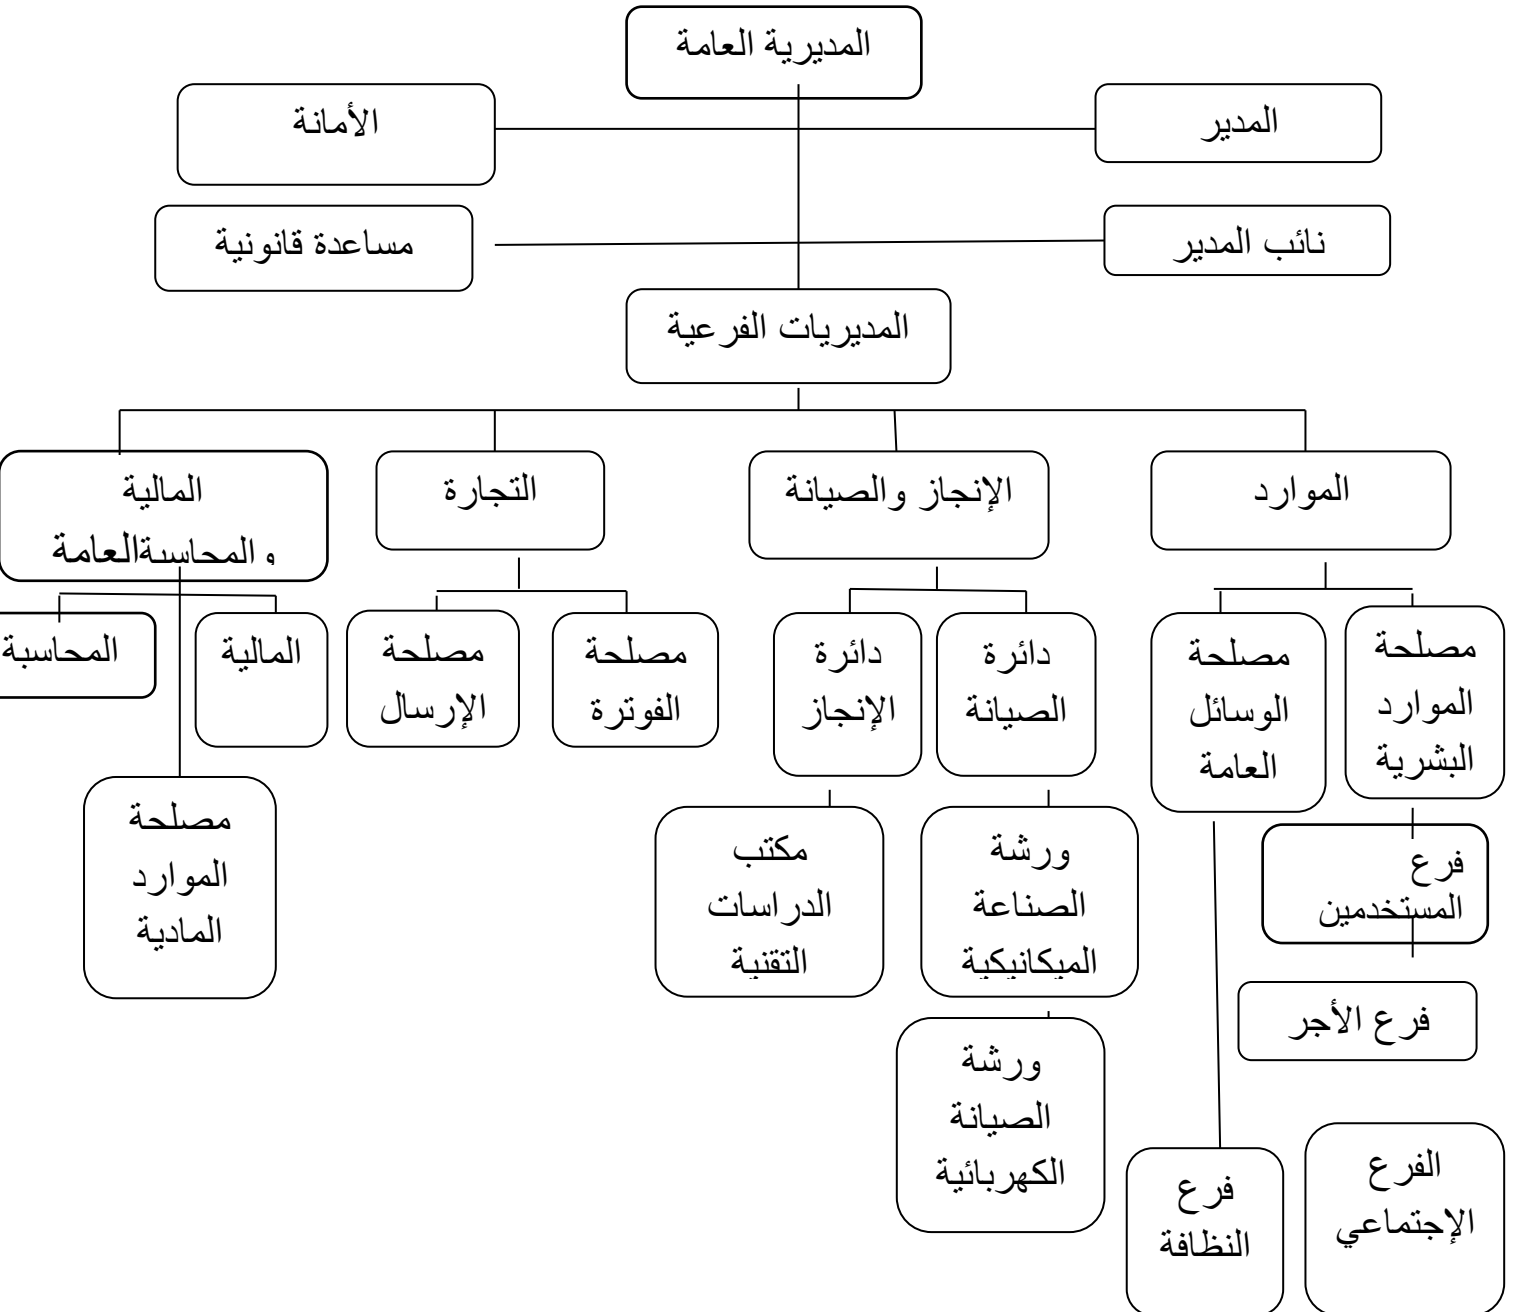 المديرية العامة
المدير
الأمانة
نائب المدير
مساعدة قانونية
المديريات الفرعية
الموارد
الإنجاز والصيانة
التجارة
المالية
والمحاسبة العامة
مصلحة
الموارد
البشرية
مصلحة
الوسائل
العامة
دائرة
الصيانة
دائرة
الإنجاز
مصلحة
الفوترة
مصلحة
الإرسال
المالية
المحاسبة
مصلحة
الموارد
المادية
فرع
المستخدمين
ورشة
الصناعة
الميكانيكية
مكتب
الدراسات
التقنية
فرع الأجر
ورشة
الصيانة
الكهربائية
الفرع
الإجتماعي
فرع
النظافة